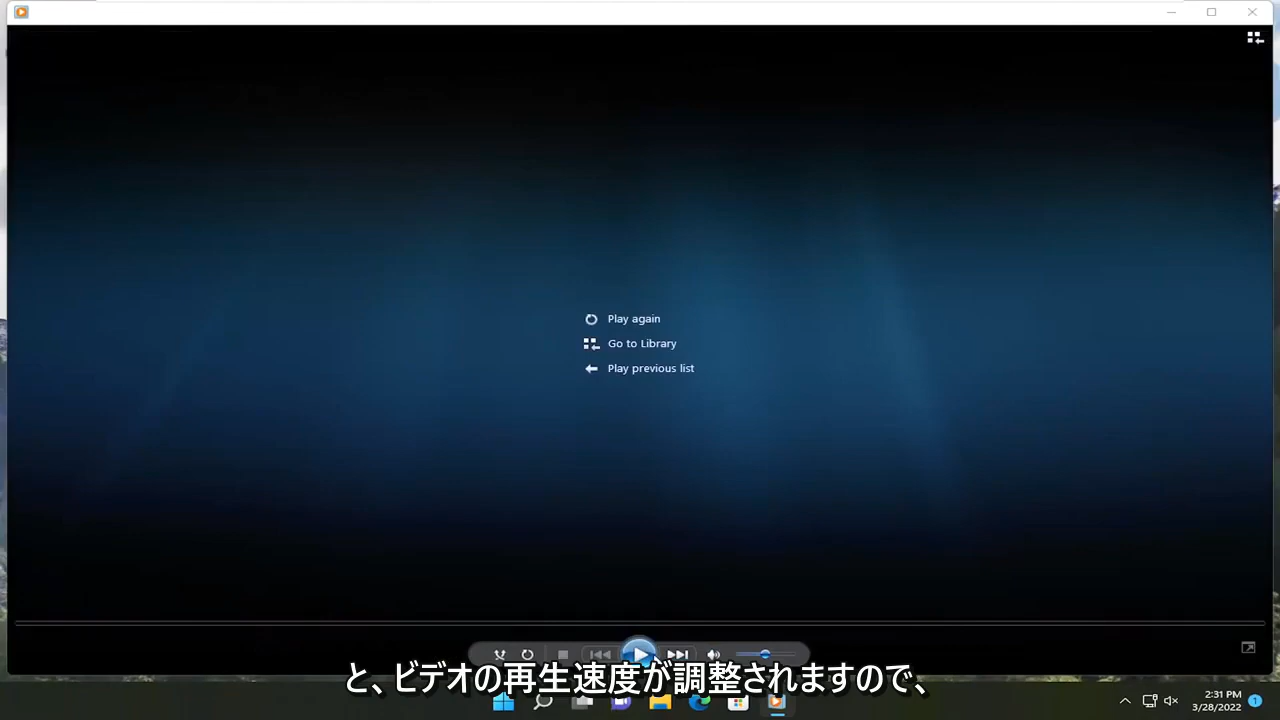 Play again
Go to Library
Play previous list
と、ビデオの再生速度が調整されますので、
2:31 PM
3/28/2022
1